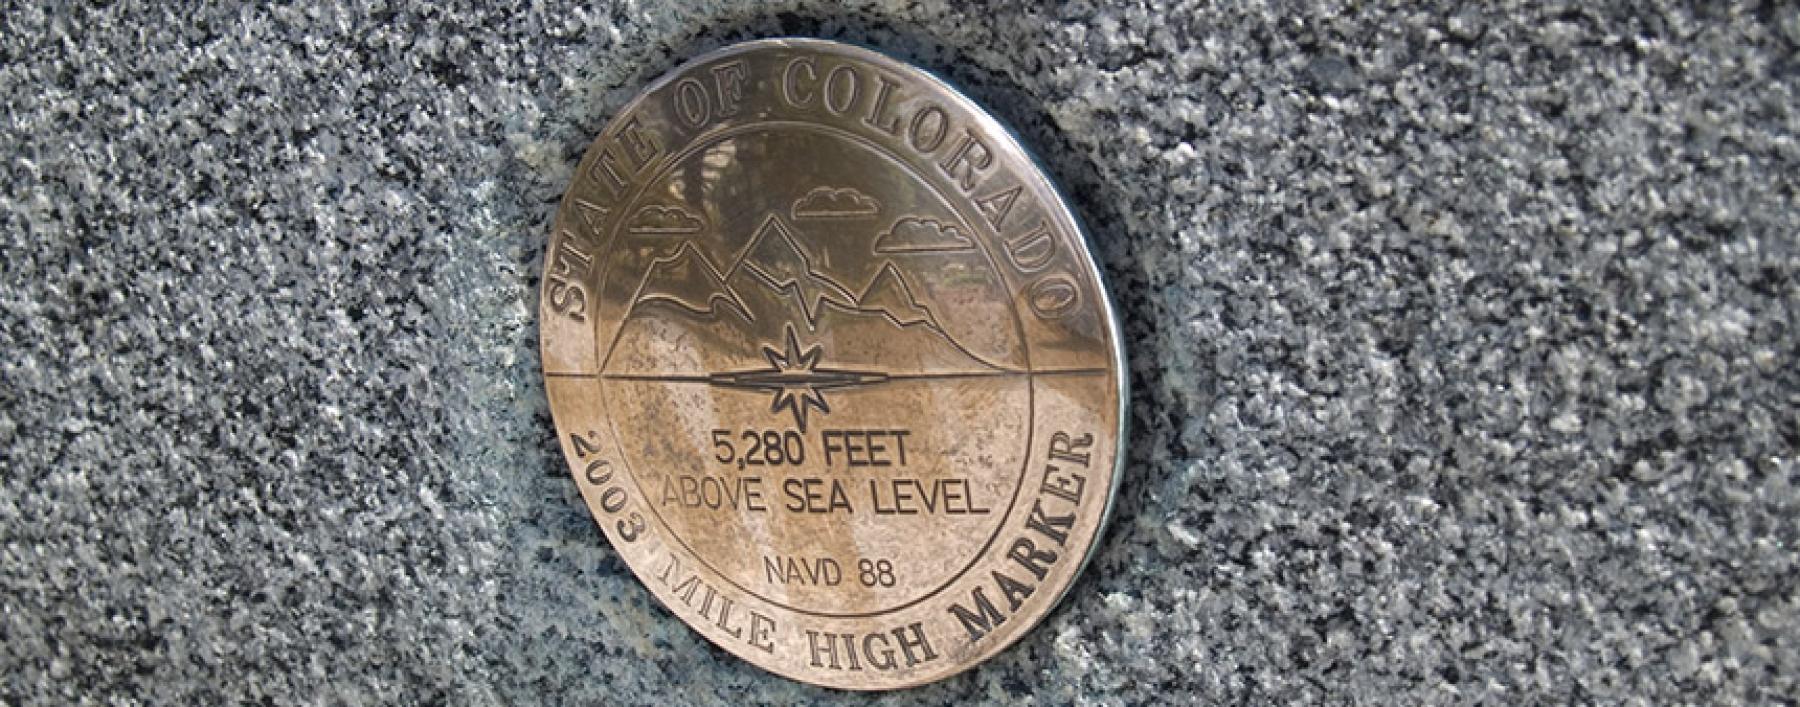 STATE OF COLORADO
5,280 FEET
ABOVE SEA LEVEL
NAVD 88
2003 MILE HIGH MARKER